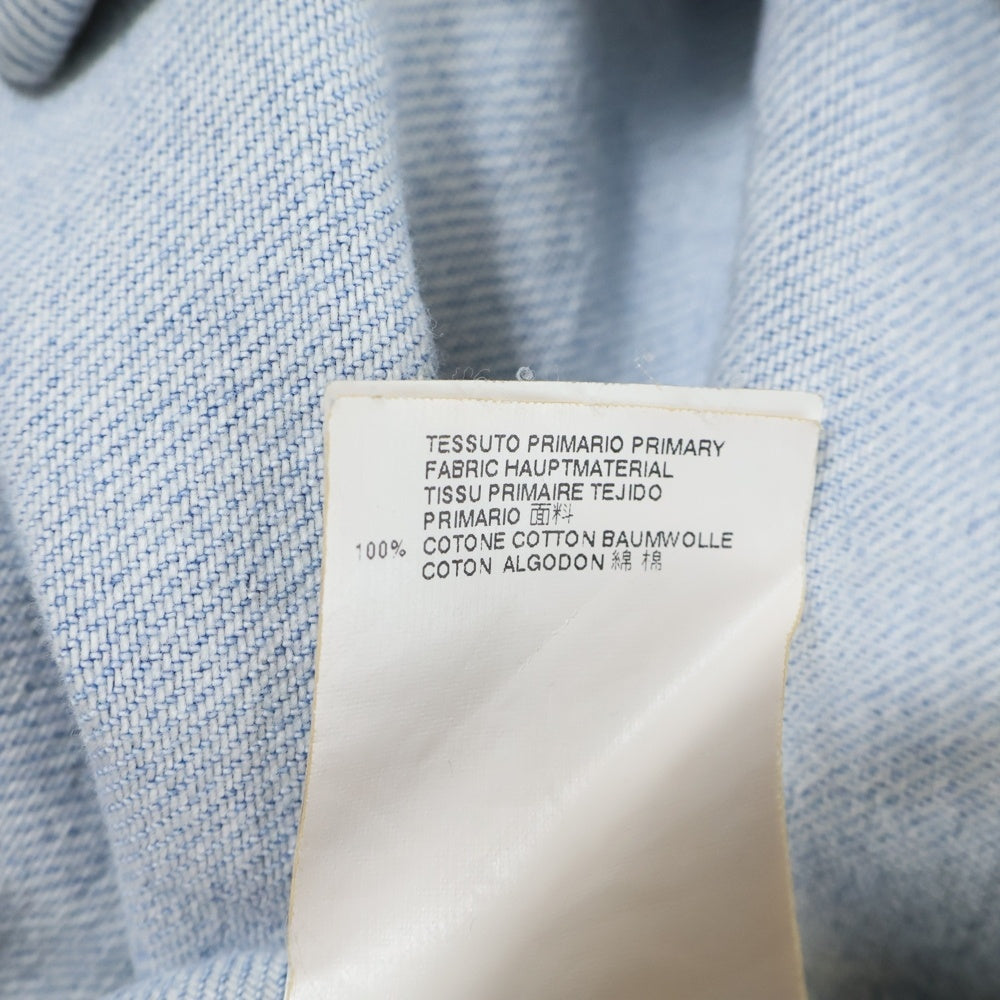 TESSUTO PRIMARIO PRIMARY
FABRIC HAUPTMATERIAL
TISSU PRIMAIRE TEJIDO
PRIMARIO 面料
100% COTONE COTTON BAUMWOLLE
COTON ALGODON 綿 棉